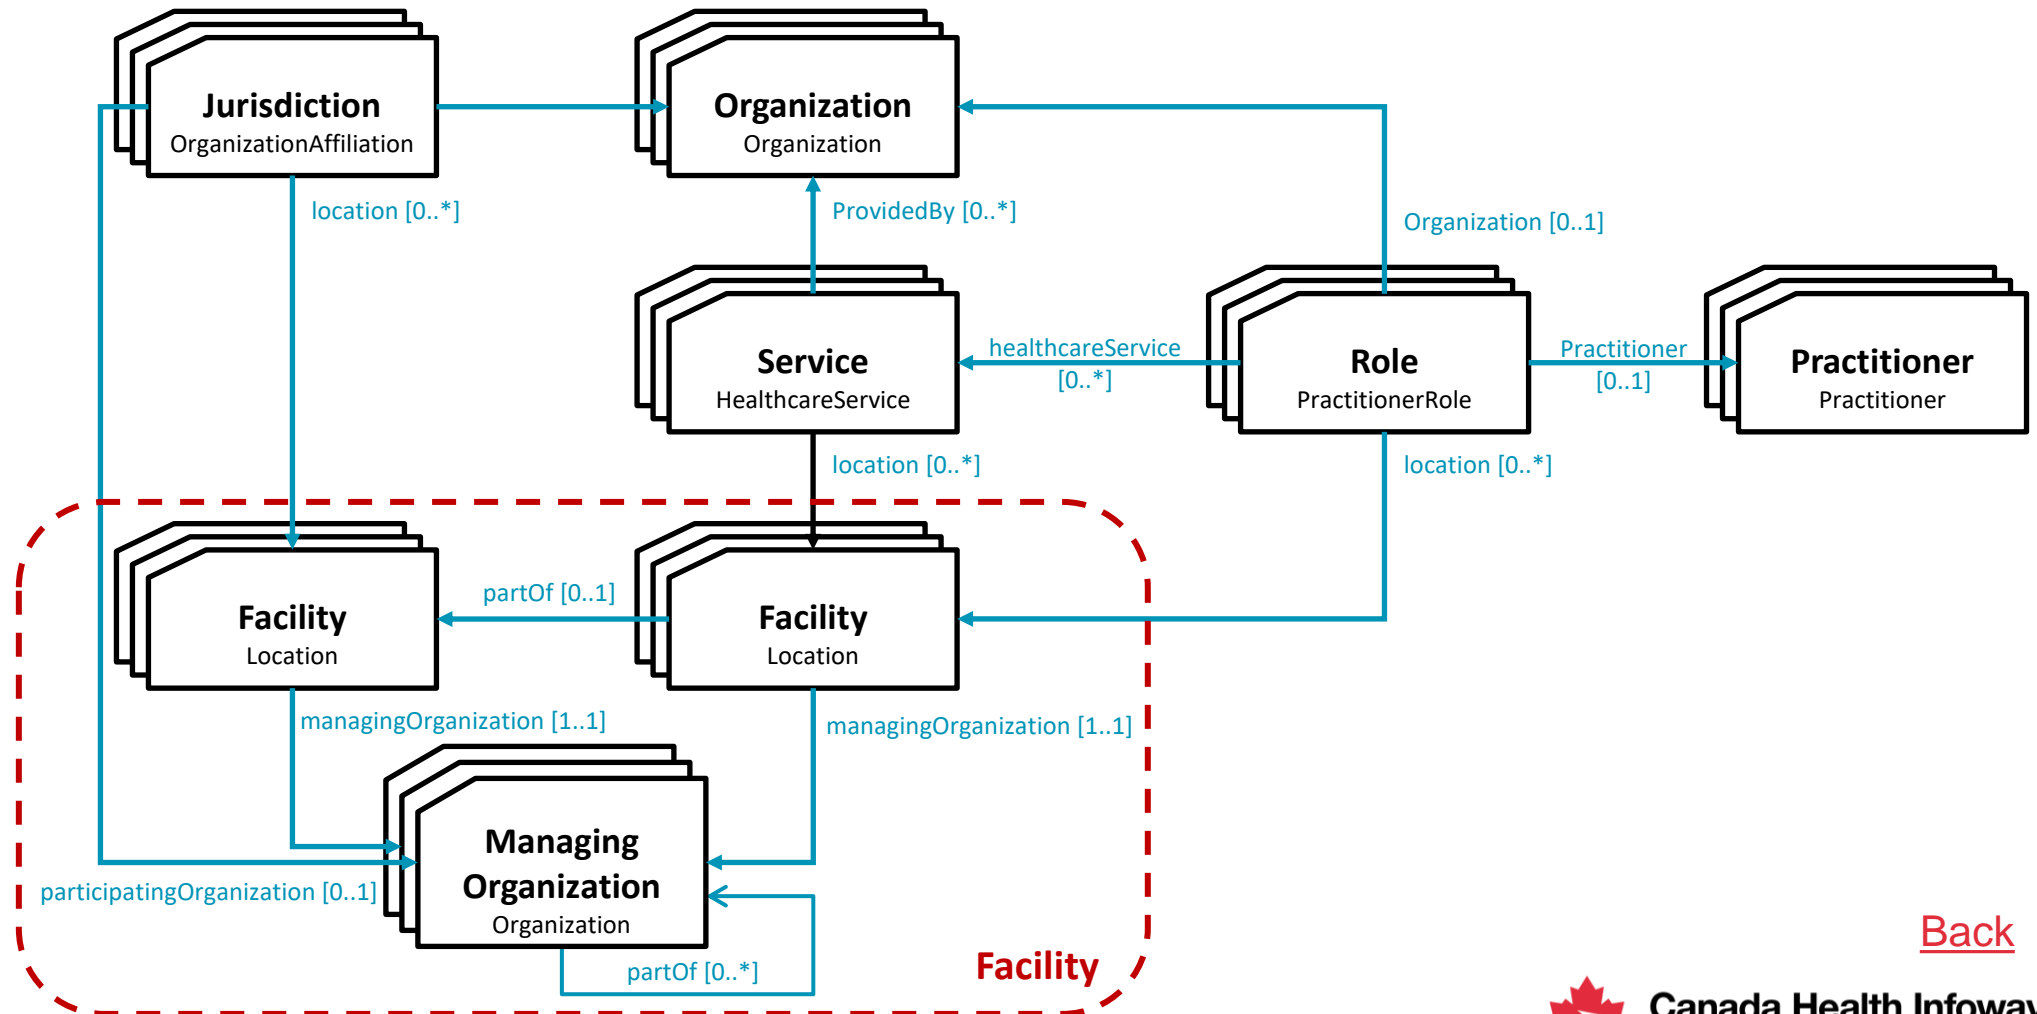 Jurisdiction
OrganizationAffiliation
Organization
Organization
location [0..*]
ProvidedBy [0..*]
Organization [0..1]
Service
HealthcareService
healthcareService
[0..*]
Role
PractitionerRole
Practitioner
[0..1]
Practitioner
Practitioner
location [0..*]
location [0..*]
Facility
Location
partOf [0..1]
Facility
Location
managingOrganization [1..1]
managingOrganization [1..1]
Managing
Organization
Organization
participatingOrganization [0..1]
partOf [0..*]
Facility
Back
Canada Health Infoway